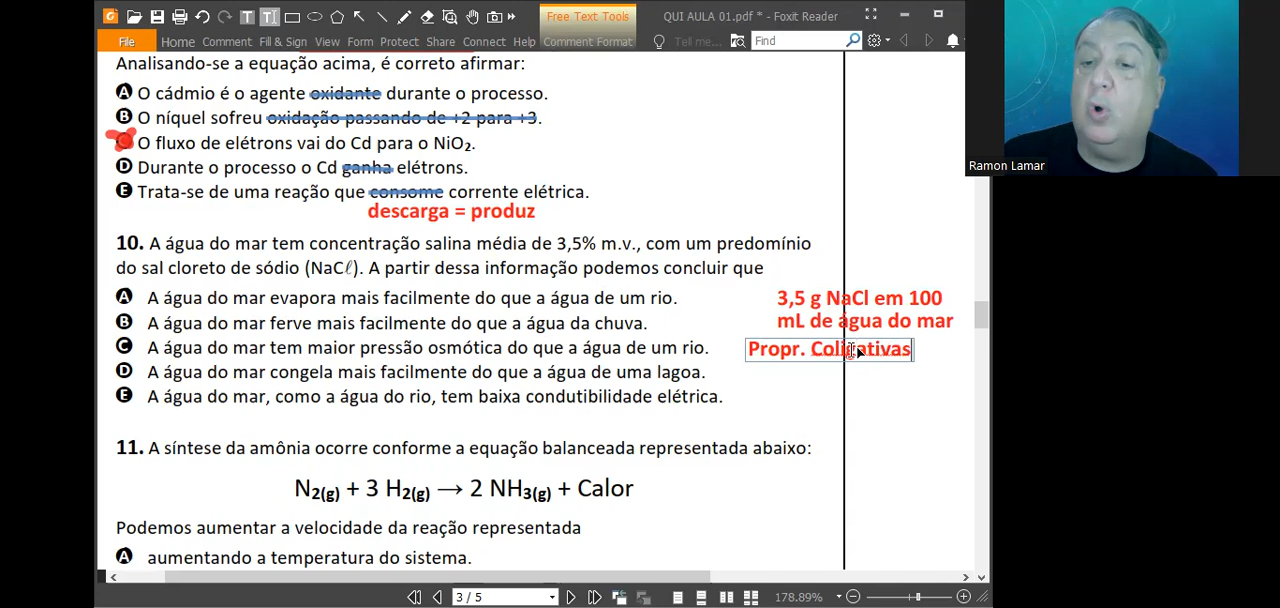 Free Text Tools
QUI AULA 01.pdf * - Foxit Reader
File Home Comment Fill & Sign View Form Protect Share Connect Help Comment Format Tell me... Find
Analisando-se a equação acima, é correto afirmar:
A O cádmio é o agente oxidante durante o processo.
B O níquel sofreu oxidação passando de +2 para +3.
O fluxo de elétrons vai do Cd para o NiO₂.
D Durante o processo o Cd ganha elétrons.
E Trata-se de uma reação que consome corrente elétrica.
descarga = produz
10. A água do mar tem concentração salina média de 3,5% m.v., com um predomínio
do sal cloreto de sódio (NaCℓ). A partir dessa informação podemos concluir que
A A água do mar evapora mais facilmente do que a água de um rio.
B A água do mar ferve mais facilmente do que a água da chuva.
C A água do mar tem maior pressão osmótica do que a água de um rio.
D A água do mar congela mais facilmente do que a água de uma lagoa.
E A água do mar, como a água do rio, tem baixa condutibilidade elétrica.
3,5 g NaCl em 100
mL de água do mar
Propr. Coligativas
11. A síntese da amônia ocorre conforme a equação balanceada representada abaixo:
N2(g) + 3 H2(g) → 2 NH3(g) + Calor
Podemos aumentar a velocidade da reação representada
A aumentando a temperatura do sistema.
3 / 5
178.89%
Ramon Lamar